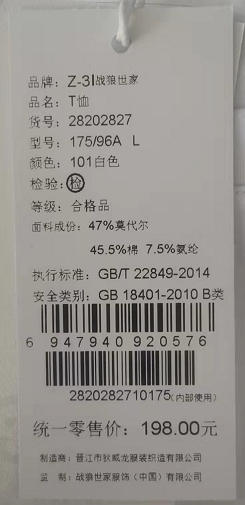 品牌: Z-3I战狼世家
品名: T恤
货号: 28202827
型号: 175/96A L
颜色: 101白色
检验: 检
等级: 合格品
面料成份: 47%莫代尔
45.5%棉 7.5%氨纶
执行标准: GB/T 22849-2014
安全类别: GB 18401-2010 B类
6 947940 920576
2820282710175(内部使用)
统一零售价: 198.00元
制造商: 晋江市狄威龙服装织造有限公司
监 制: 战狼世家服饰(中国)有限公司